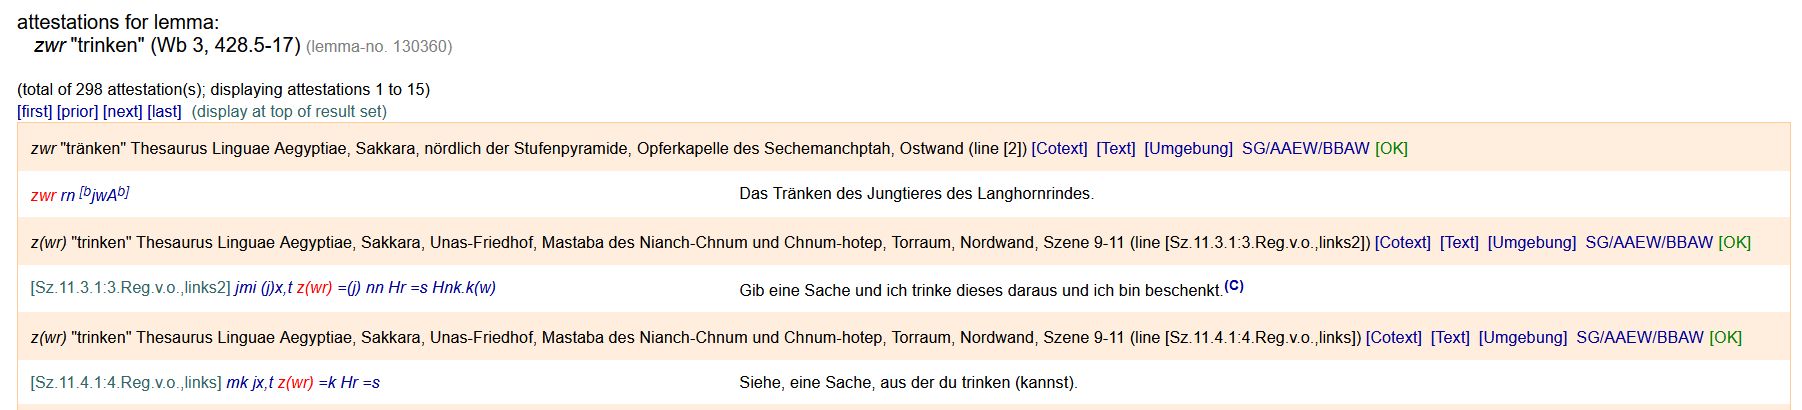 attestations for lemma:
zwr "trinken" (Wb 3, 428.5-17) (lemma-no. 130360)
(total of 298 attestation(s); displaying attestations 1 to 15)
[first] [prior] [next] [last] (display at top of result set)
zwr "tränken" Thesaurus Linguae Aegyptiae, Sakkara, nördlich der Stufenpyramide, Opferkapelle des Sechemanchptah, Ostwand (line [2]) [Cotext] [Text] [Umgebung] SG/AAEW/BBAW [OK]
zwr rn [b jwA b] Das Tränken des Jungtieres des Langhornrindes.
z(wr) "trinken" Thesaurus Linguae Aegyptiae, Sakkara, Unas-Friedhof, Mastaba des Nianch-Chnum und Chnum-hotep, Torraum, Nordwand, Szene 9-11 (line [Sz.11.3.1:3.Reg.v.o.,links2]) [Cotext] [Text] [Umgebung] SG/AAEW/BBAW [OK]
[Sz.11.3.1:3.Reg.v.o.,links2] jmi (j)x,t z(wr) =(j) nn Hr =s Hnk.k(w) Gib eine Sache und ich trinke dieses daraus und ich bin beschenkt.(C)
z(wr) "trinken" Thesaurus Linguae Aegyptiae, Sakkara, Unas-Friedhof, Mastaba des Nianch-Chnum und Chnum-hotep, Torraum, Nordwand, Szene 9-11 (line [Sz.11.4.1:4.Reg.v.o.,links]) [Cotext] [Text] [Umgebung] SG/AAEW/BBAW [OK]
[Sz.11.4.1:4.Reg.v.o.,links] mk jx,t z(wr) =k Hr =s Siehe, eine Sache, aus der du trinken (kannst).